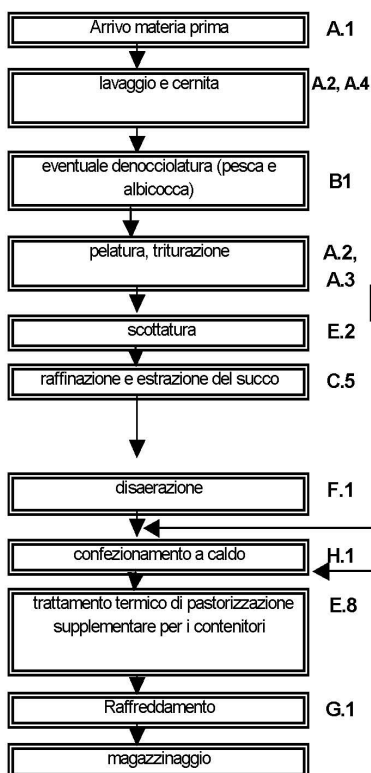 Arrivo materia prima A.1
lavaggio e cernita A.2, A.4
eventuale denocciolatura (pesca e
albicocca)
B1
pelatura, triturazione A.2,
A.3
scottatura E.2
raffinazione e estrazione del succo C.5
disaerazione F.1
confezionamento a caldo H.1
trattamento termico di pastorizzazione E.8
supplementare per i contenitori
Raffreddamento G.1
magazzinaggio